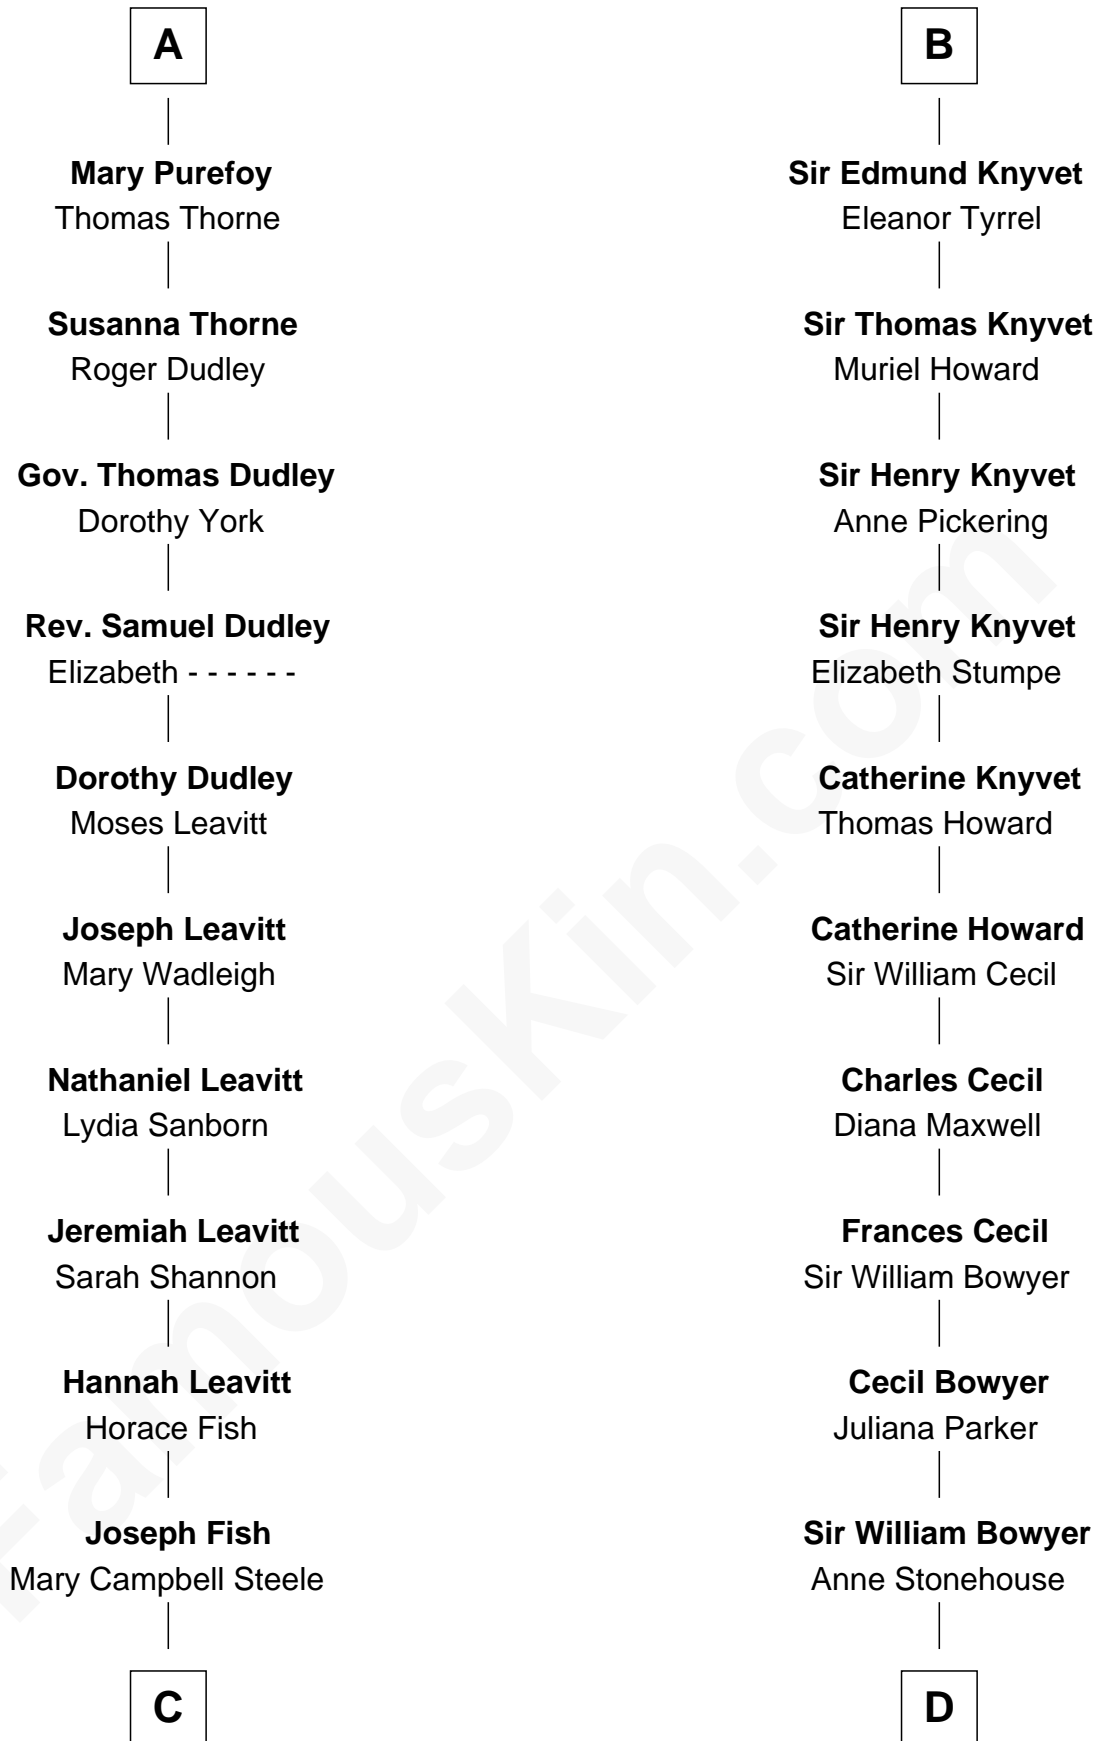 A
Mary Purefoy
Thomas Thorne
Susanna Thorne
Roger Dudley
Gov. Thomas Dudley
Dorothy York
Rev. Samuel Dudley
Elizabeth - - - - - -
Dorothy Dudley
Moses Leavitt
Joseph Leavitt
Mary Wadleigh
Nathaniel Leavitt
Lydia Sanborn
Jeremiah Leavitt
Sarah Shannon
Hannah Leavitt
Horace Fish
Joseph Fish
Mary Campbell Steele
C
B
Sir Edmund Knyvet
Eleanor Tyrrel
Sir Thomas Knyvet
Muriel Howard
Sir Henry Knyvet
Anne Pickering
Sir Henry Knyvet
Elizabeth Stumpe
Catherine Knyvet
Thomas Howard
Catherine Howard
Sir William Cecil
Charles Cecil
Diana Maxwell
Frances Cecil
Sir William Bowyer
Cecil Bowyer
Juliana Parker
Sir William Bowyer
Anne Stonehouse
D
FamousKin.com